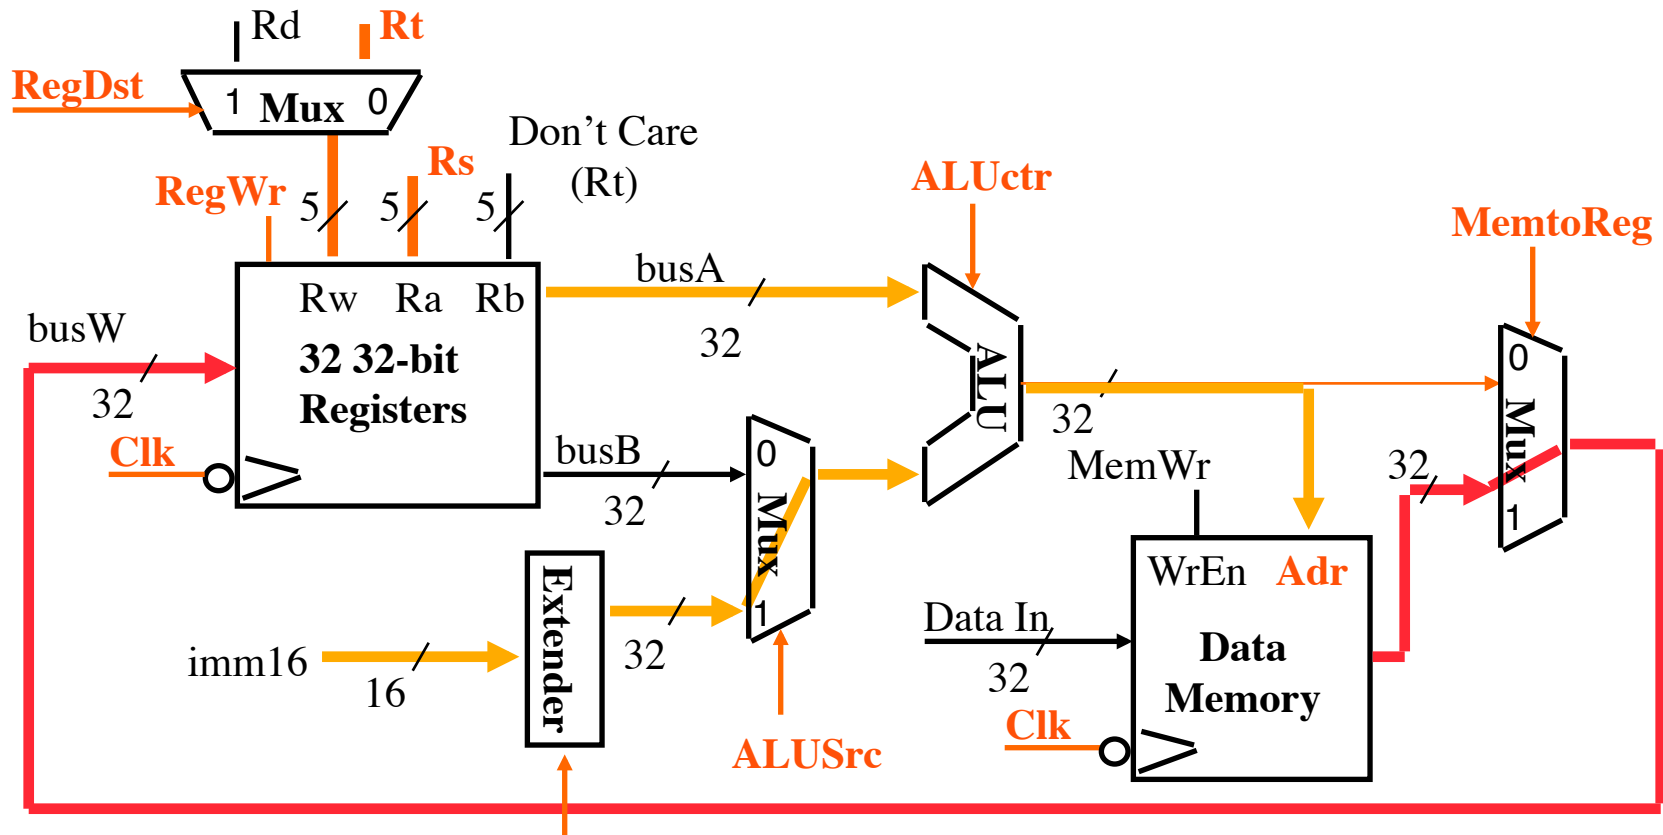 Rd
Rt
RegDst
1 Mux 0
Don’t Care
(Rt)
Rs
RegWr
5
5
5
ALUctr
MemtoReg
busA
32
busW
32
Rw Ra Rb
32 32-bit
Registers
Clk
busB
32
0
Mux
1
ALU
32
0
Mux
1
MemWr
32
WrEn Adr
Data In
32
Data
Memory
Clk
imm16
16
Extender
32
ALUSrc